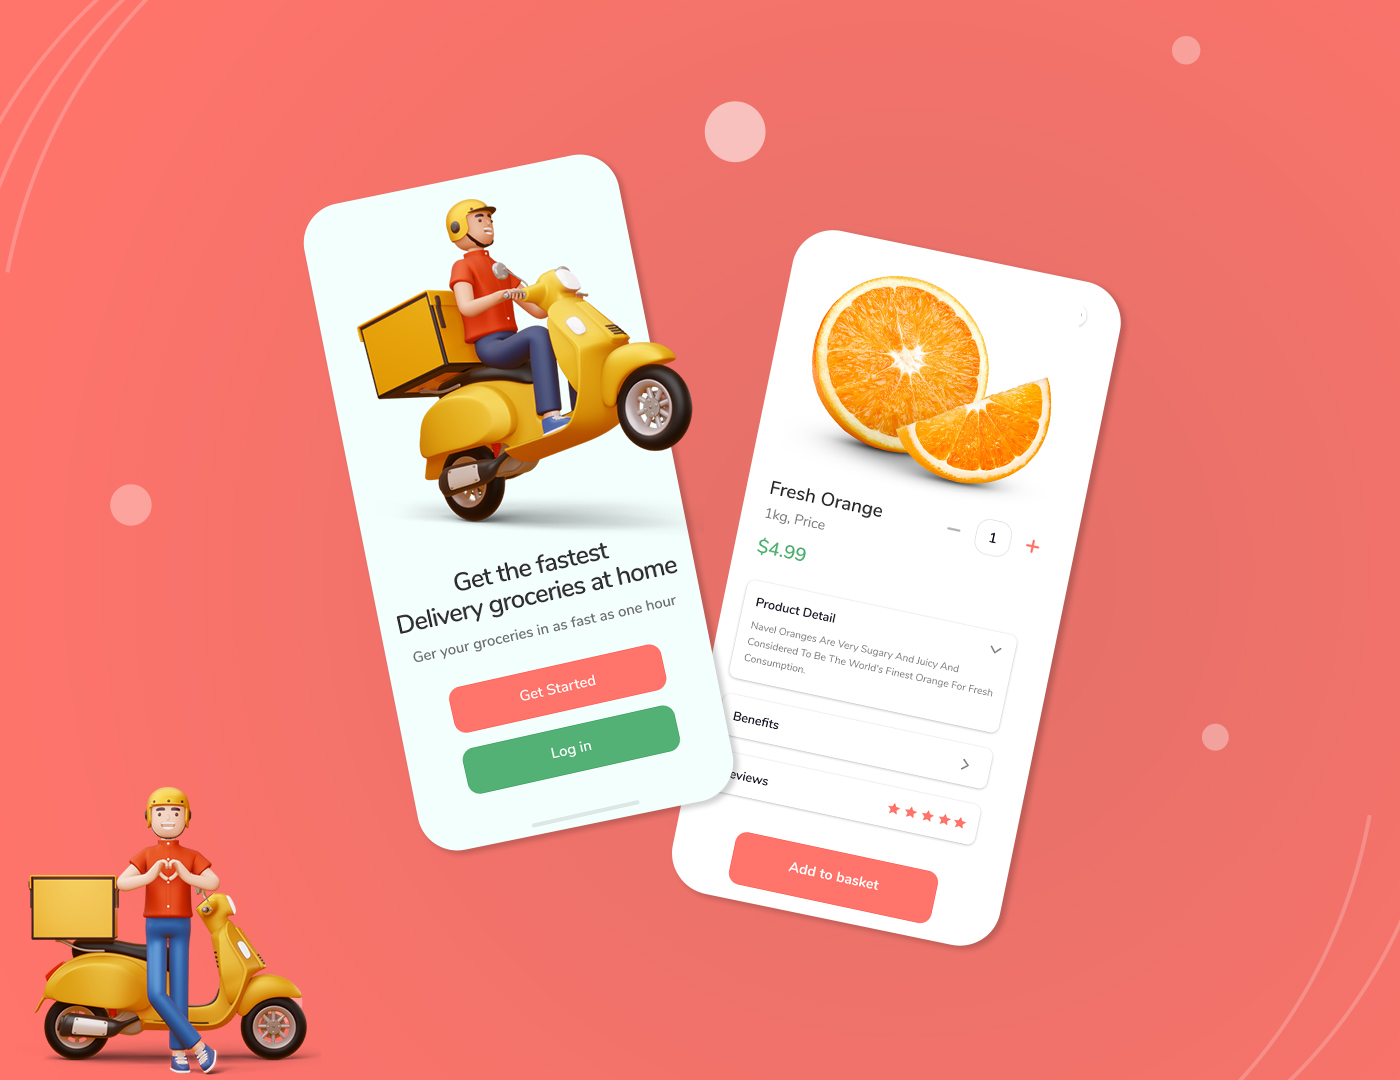 Get the fastest
Delivery groceries at home
Ger your groceries in as fast as one hour
Get Started
Log in
Fresh Orange
1kg, Price
$4.99
1
Product Detail
Navel Oranges Are Very Sugary And Juicy And
Considered To Be The World's Finest Orange For Fresh
Consumption.
Benefits
eviews
Add to basket